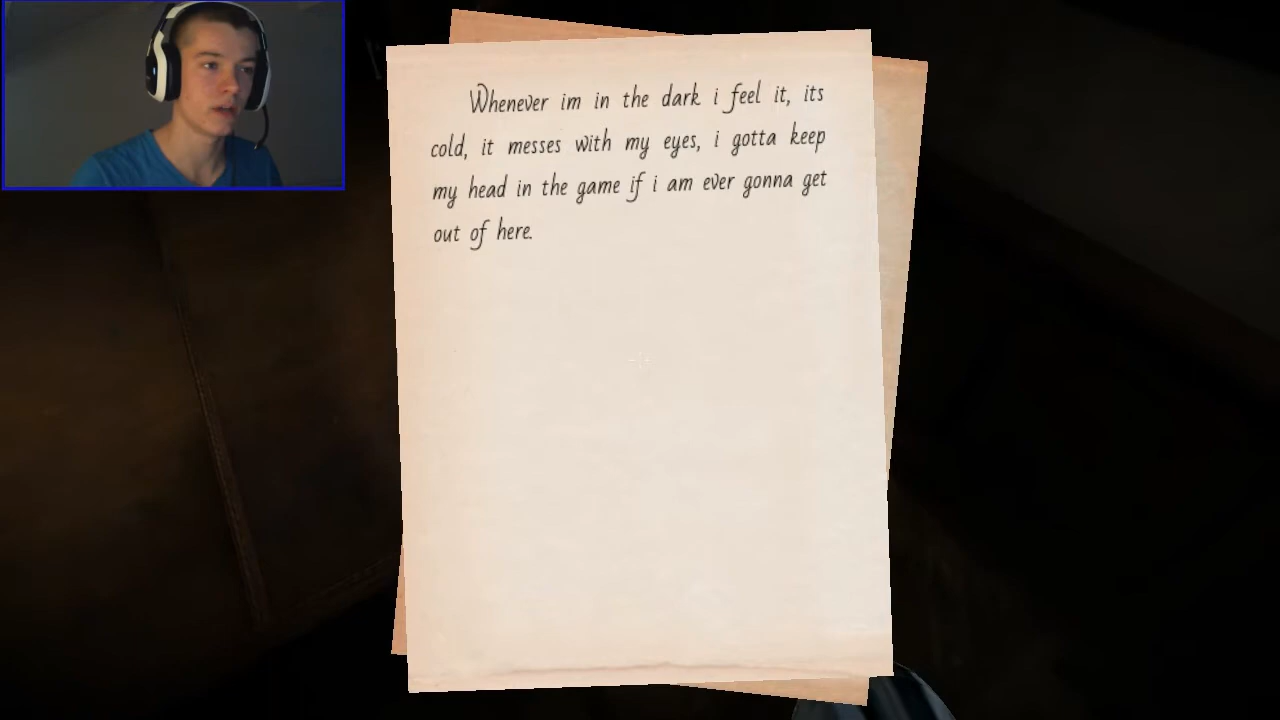 Whenever im in the dark i feel it, its
cold, it messes with my eyes, i gotta keep
my head in the game if i am ever gonna get
out of here.